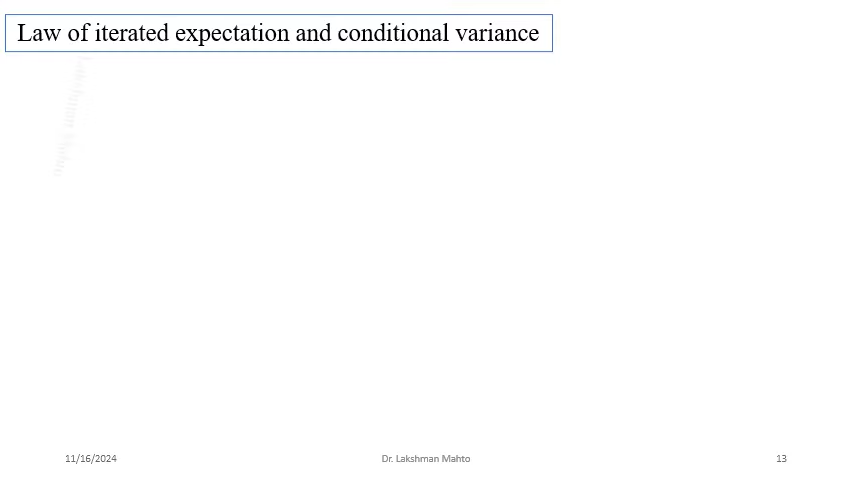 Law of iterated expectation and conditional variance
11/16/2024
Dr. Lakshman Mahto
13